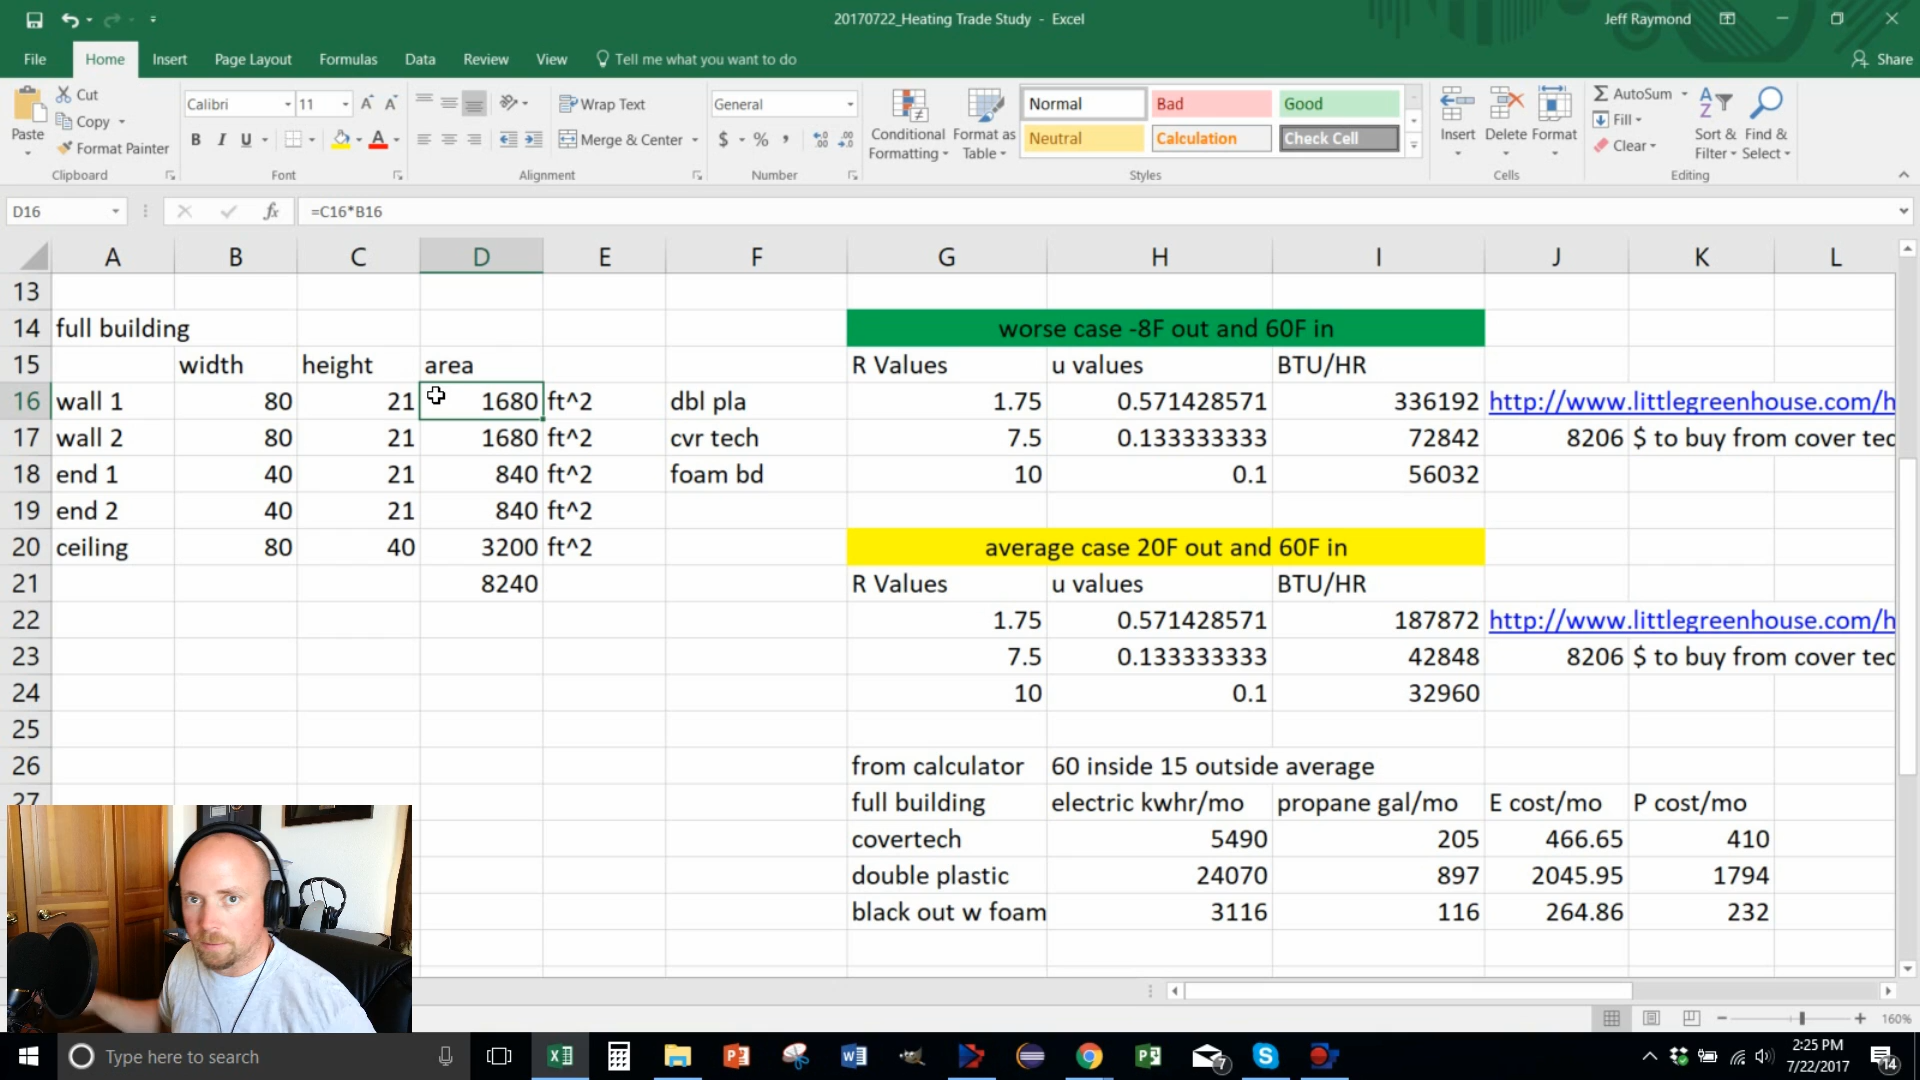 20170722_Heating Trade Study - Excel
Jeff Raymond
File Home Insert Page Layout Formulas Data Review View Tell me what you want to do
Share
Paste
Cut
Copy
Format Painter
Clipboard
Calibri 11
B I U
Font
Wrap Text
Merge & Center
Alignment
General
$ % ,
Number
Conditional Formatting
Format as Table
Normal Bad Good
Neutral Calculation Check Cell
Styles
Insert Delete Format
Cells
AutoSum
Fill
Clear
Sort & Filter
Find & Select
Editing
D16 fx =C16*B16
A B C D E F G H I J K L
13
14 full building worse case -8F out and 60F in
15 width height area R Values u values BTU/HR
16 wall 1 80 21 1680 ft^2 dbl pla 1.75 0.571428571 336192 http://www.littlegreenhouse.com/h
17 wall 2 80 21 1680 ft^2 cvr tech 7.5 0.133333333 72842 8206 $ to buy from cover tec
18 end 1 40 21 840 ft^2 foam bd 10 0.1 56032
19 end 2 40 21 840 ft^2
20 ceiling 80 40 3200 ft^2 average case 20F out and 60F in
21 8240 R Values u values BTU/HR
22 1.75 0.571428571 187872 http://www.littlegreenhouse.com/h
23 7.5 0.133333333 42848 8206 $ to buy from cover tec
24 10 0.1 32960
25
26 from calculator 60 inside 15 outside average
27 full building electric kwhr/mo propane gal/mo E cost/mo P cost/mo
covertech 5490 205 466.65 410
double plastic 24070 897 2045.95 1794
black out w foam 3116 116 264.86 232
160%
Type here to search
7
2:25 PM
7/22/2017
14